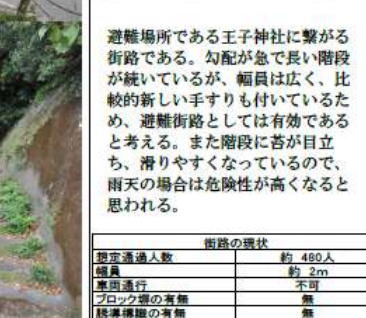 避難場所である王子神社に繋がる
街路である。勾配が急で長い階段
が続いているが、幅員は広く、比
較的新しい手すりも付いているた
め、避難街路としては有効である
と考える。また階段に苔が目立
ち、滑りやすくなっているので、
雨天の場合は危険性が高くなると
思われる。
街路の現状
想定通過人数 約 480人
幅員 約 2m
車両通行 不可
ブロック塀の有無 無
誘導標識の有無 無